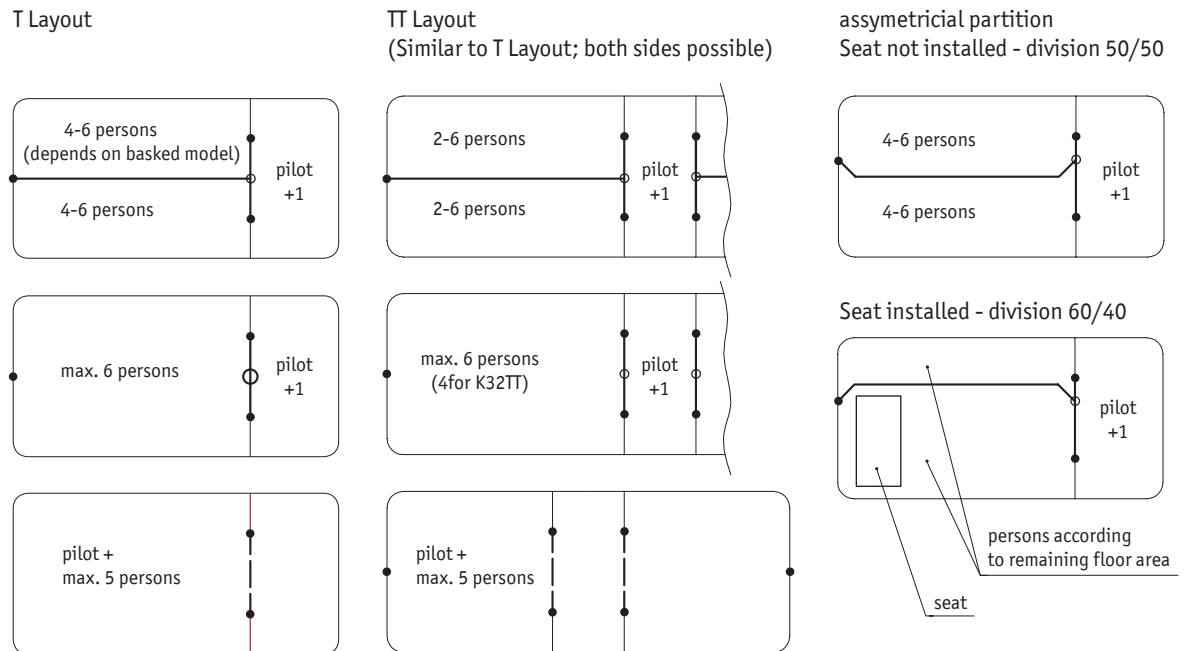 T Layout
TT Layout
(Similar to T Layout; both sides possible)
assymetricial partition
Seat not installed - division 50/50
4-6 persons
(depends on basked model)
4-6 persons
pilot
+1
2-6 persons
2-6 persons
pilot
+1
4-6 persons
4-6 persons
pilot
+1
max. 6 persons
pilot
+1
max. 6 persons
(4for K32TT)
pilot
+1
Seat installed - division 60/40
pilot
+1
persons according
to remaining floor area
seat
pilot +
max. 5 persons
pilot +
max. 5 persons